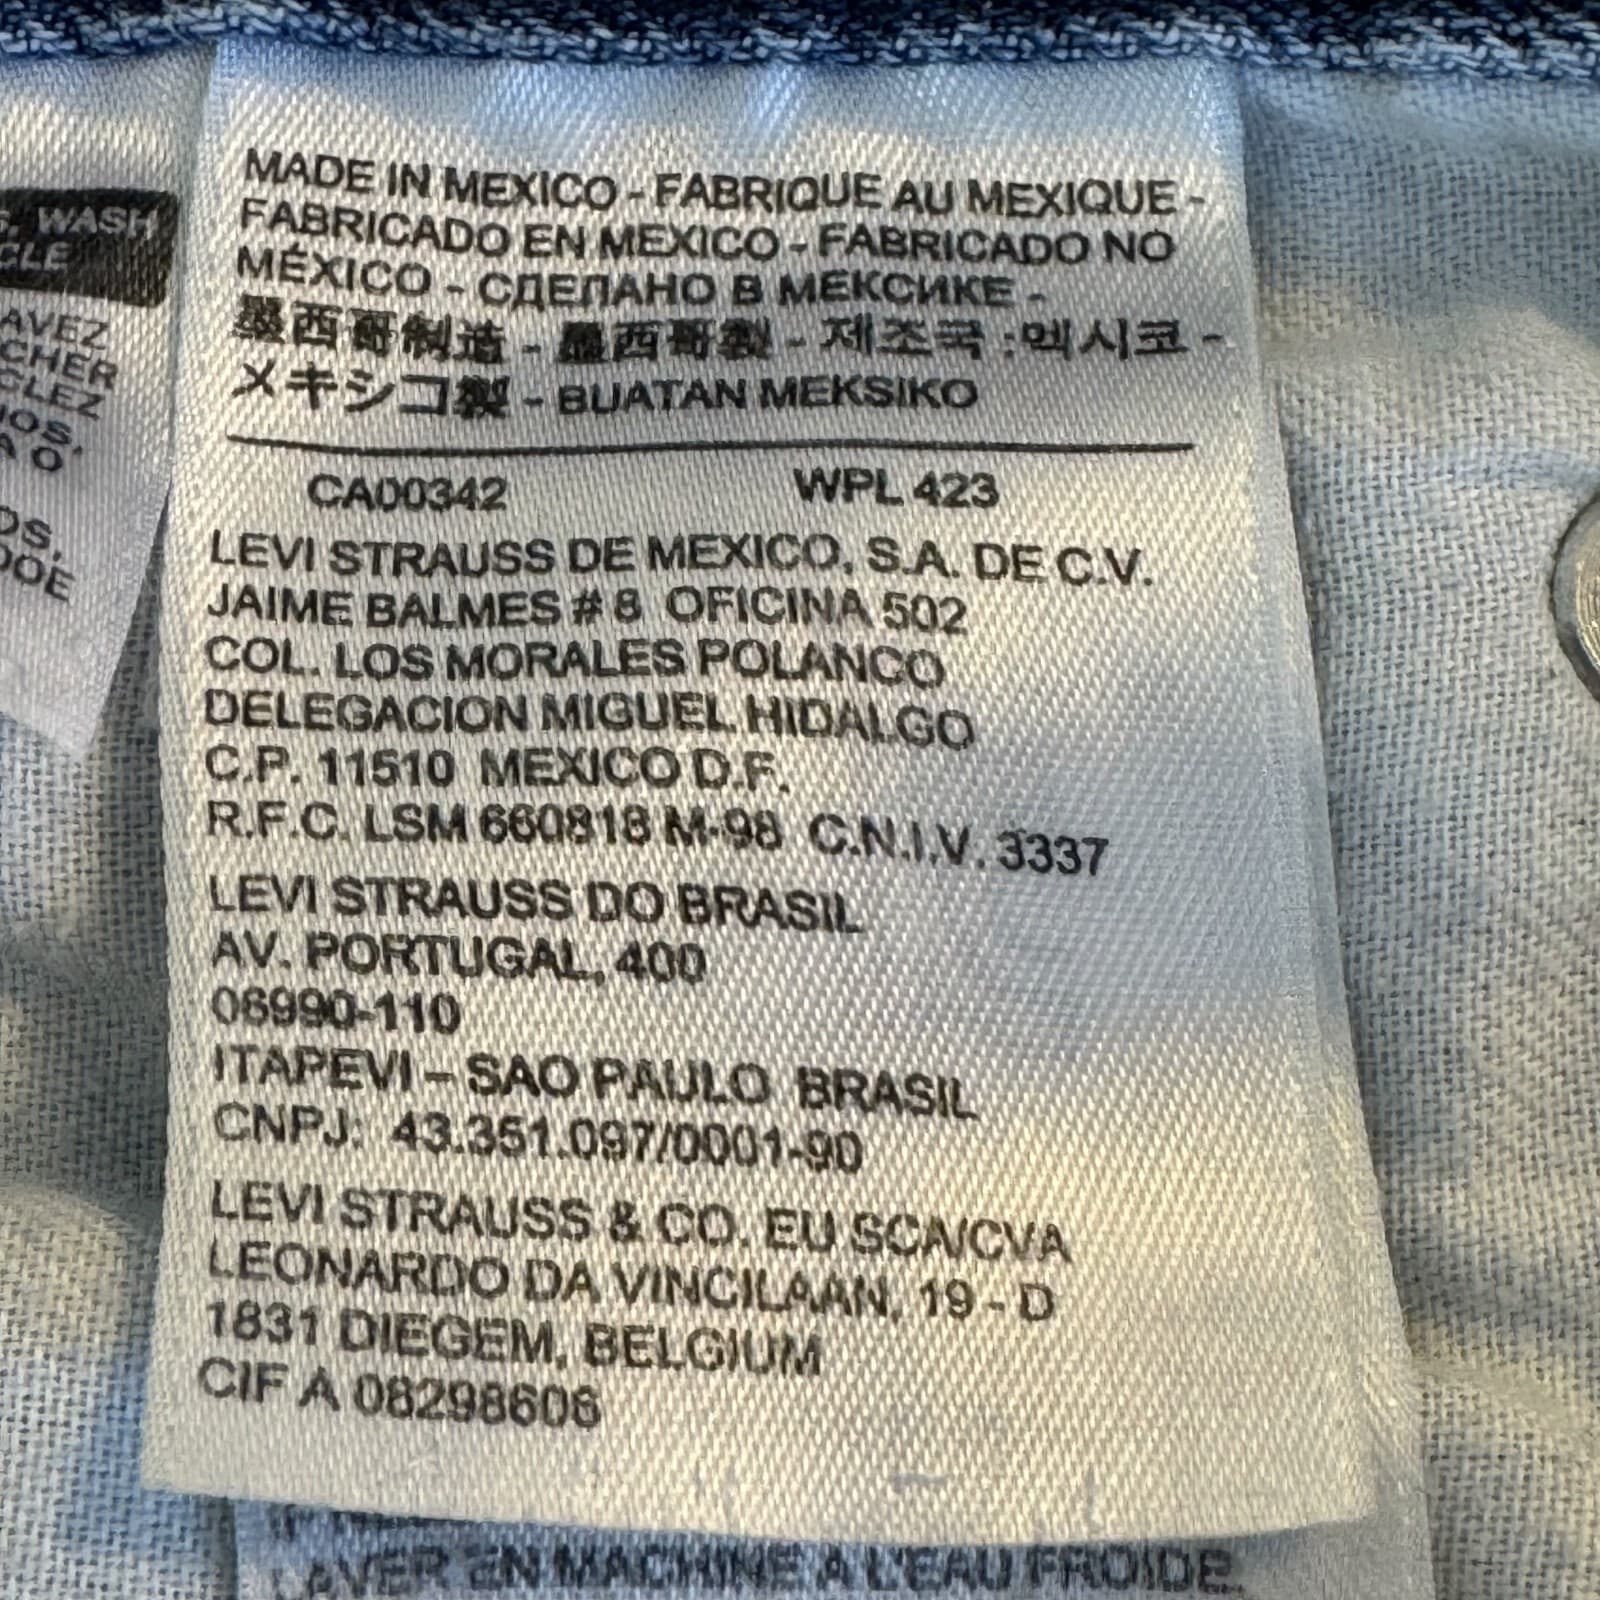 WASH
CLE
AVEZ
CHER
CLEZ
MADE IN MEXICO - FABRIQUE AU MEXIQUE -
FABRICADO EN MEXICO - FABRICADO NO
MÉXICO - СДЕЛАНО В МЕКСИКЕ -
墨西哥制造 - 墨西哥製 - 제조국 : 멕시코 -
メキシコ製 - BUATAN MEKSIKO
CA00342 WPL 423
LEVI STRAUSS DE MEXICO, S.A. DE C.V.
JAIME BALMES # 8 OFICINA 502
COL. LOS MORALES POLANCO
DELEGACION MIGUEL HIDALGO
C.P. 11510 MEXICO D.F.
R.F.C. LSM 660818 M-98 C.N.I.V. 3337
LEVI STRAUSS DO BRASIL
AV. PORTUGAL, 400
06990-110
ITAPEVI – SAO PAULO BRASIL
CNPJ: 43.351.097/0001-90
LEVI STRAUSS & CO. EU SCA/CVA
LEONARDO DA VINCILAAN, 19 - D
1831 DIEGEM, BELGIUM
CIF A 08298606
LAVER EN MACHINE À L'EAU FROIDE,